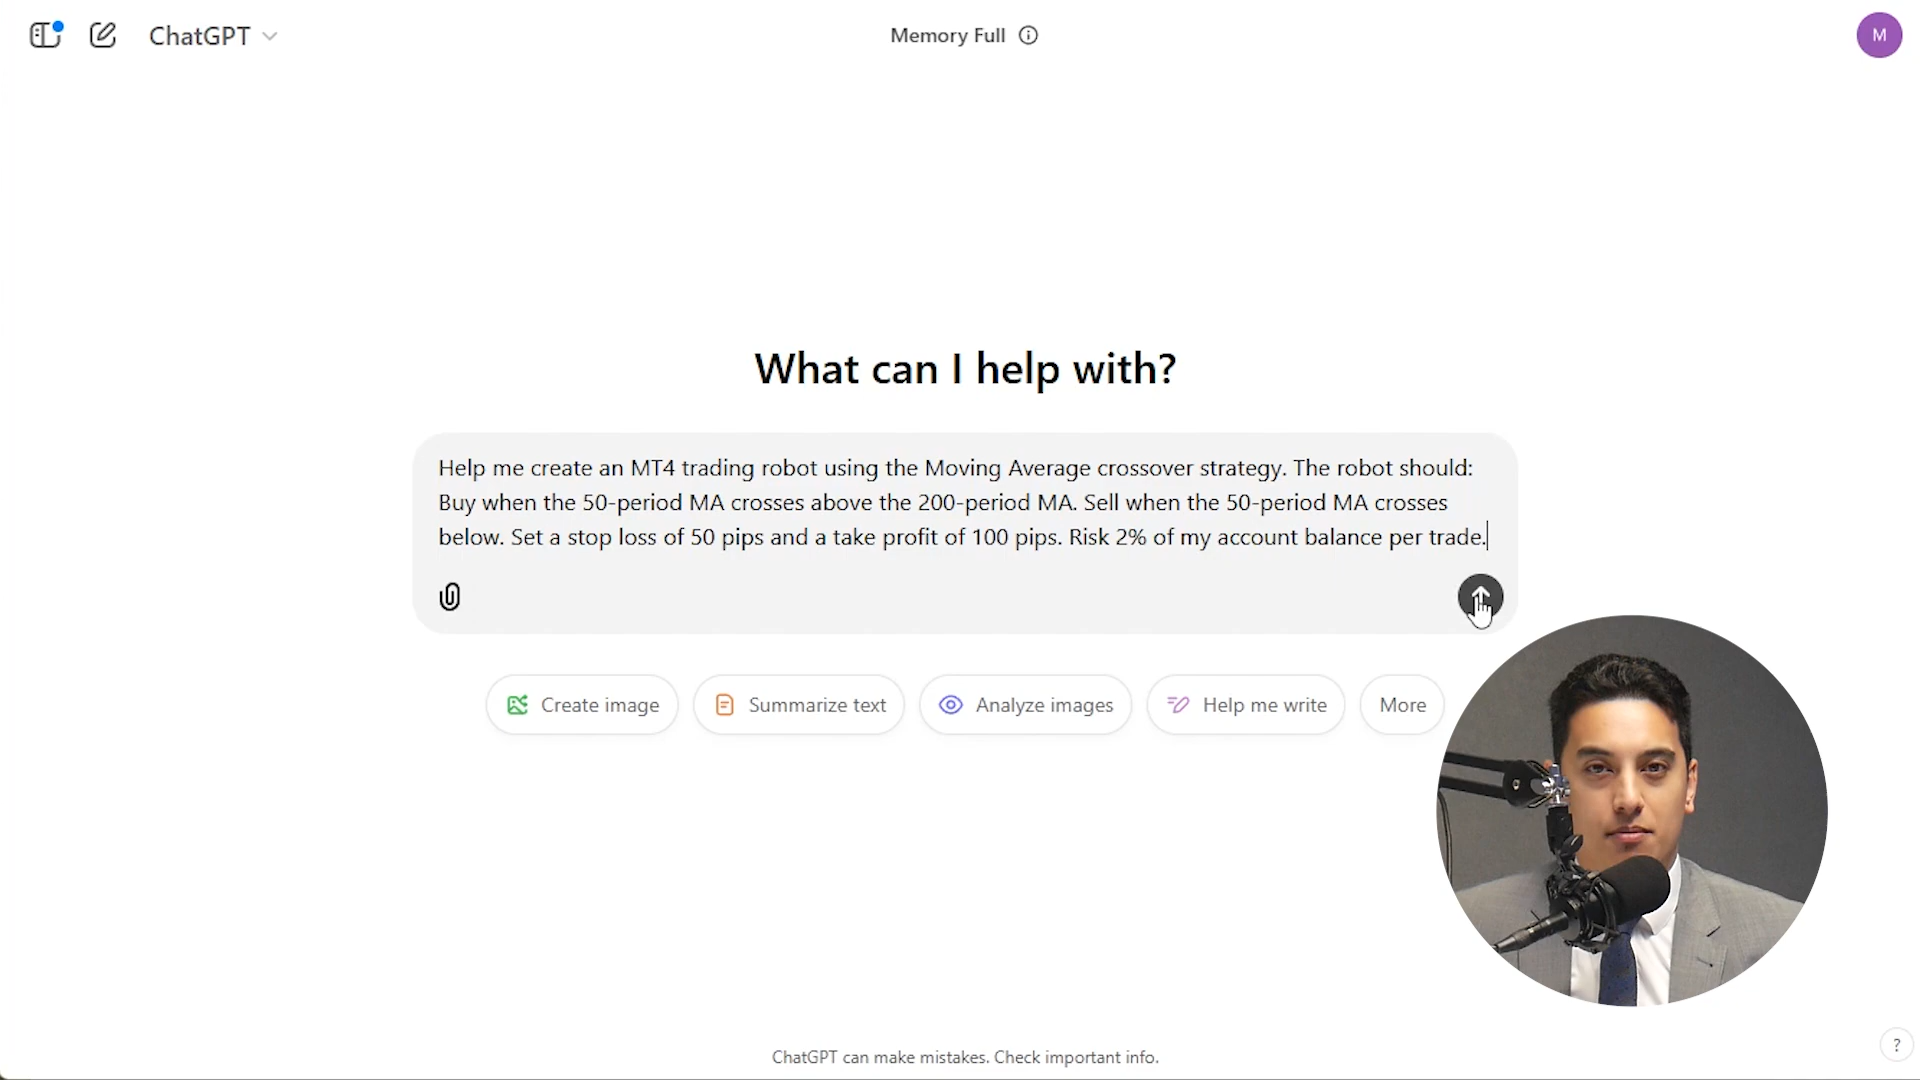 ChatGPT
Memory Full
M
What can I help with?
Help me create an MT4 trading robot using the Moving Average crossover strategy. The robot should:
Buy when the 50-period MA crosses above the 200-period MA. Sell when the 50-period MA crosses
below. Set a stop loss of 50 pips and a take profit of 100 pips. Risk 2% of my account balance per trade.
Create image
Summarize text
Analyze images
Help me write
More
ChatGPT can make mistakes. Check important info.
?